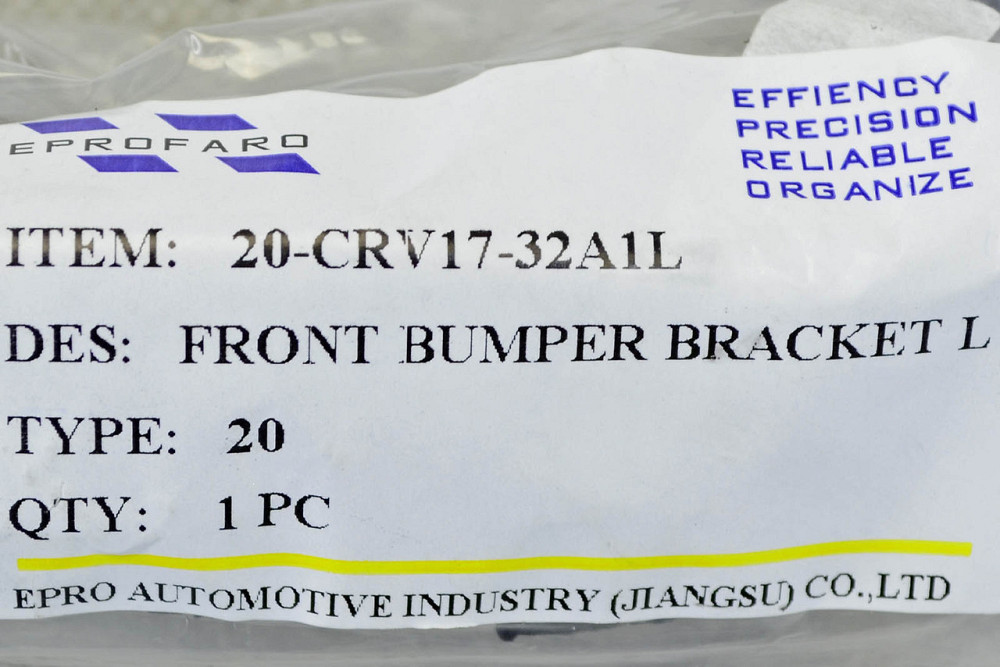 EPROFARO
EFFIENCY
PRECISION
RELIABLE
ORGANIZE
ITEM: 20-CRV17-32A1L
DES: FRONT BUMPER BRACKET L
TYPE: 20
QTY: 1 PC
EPRO AUTOMOTIVE INDUSTRY (JIANGSU) CO.,LTD